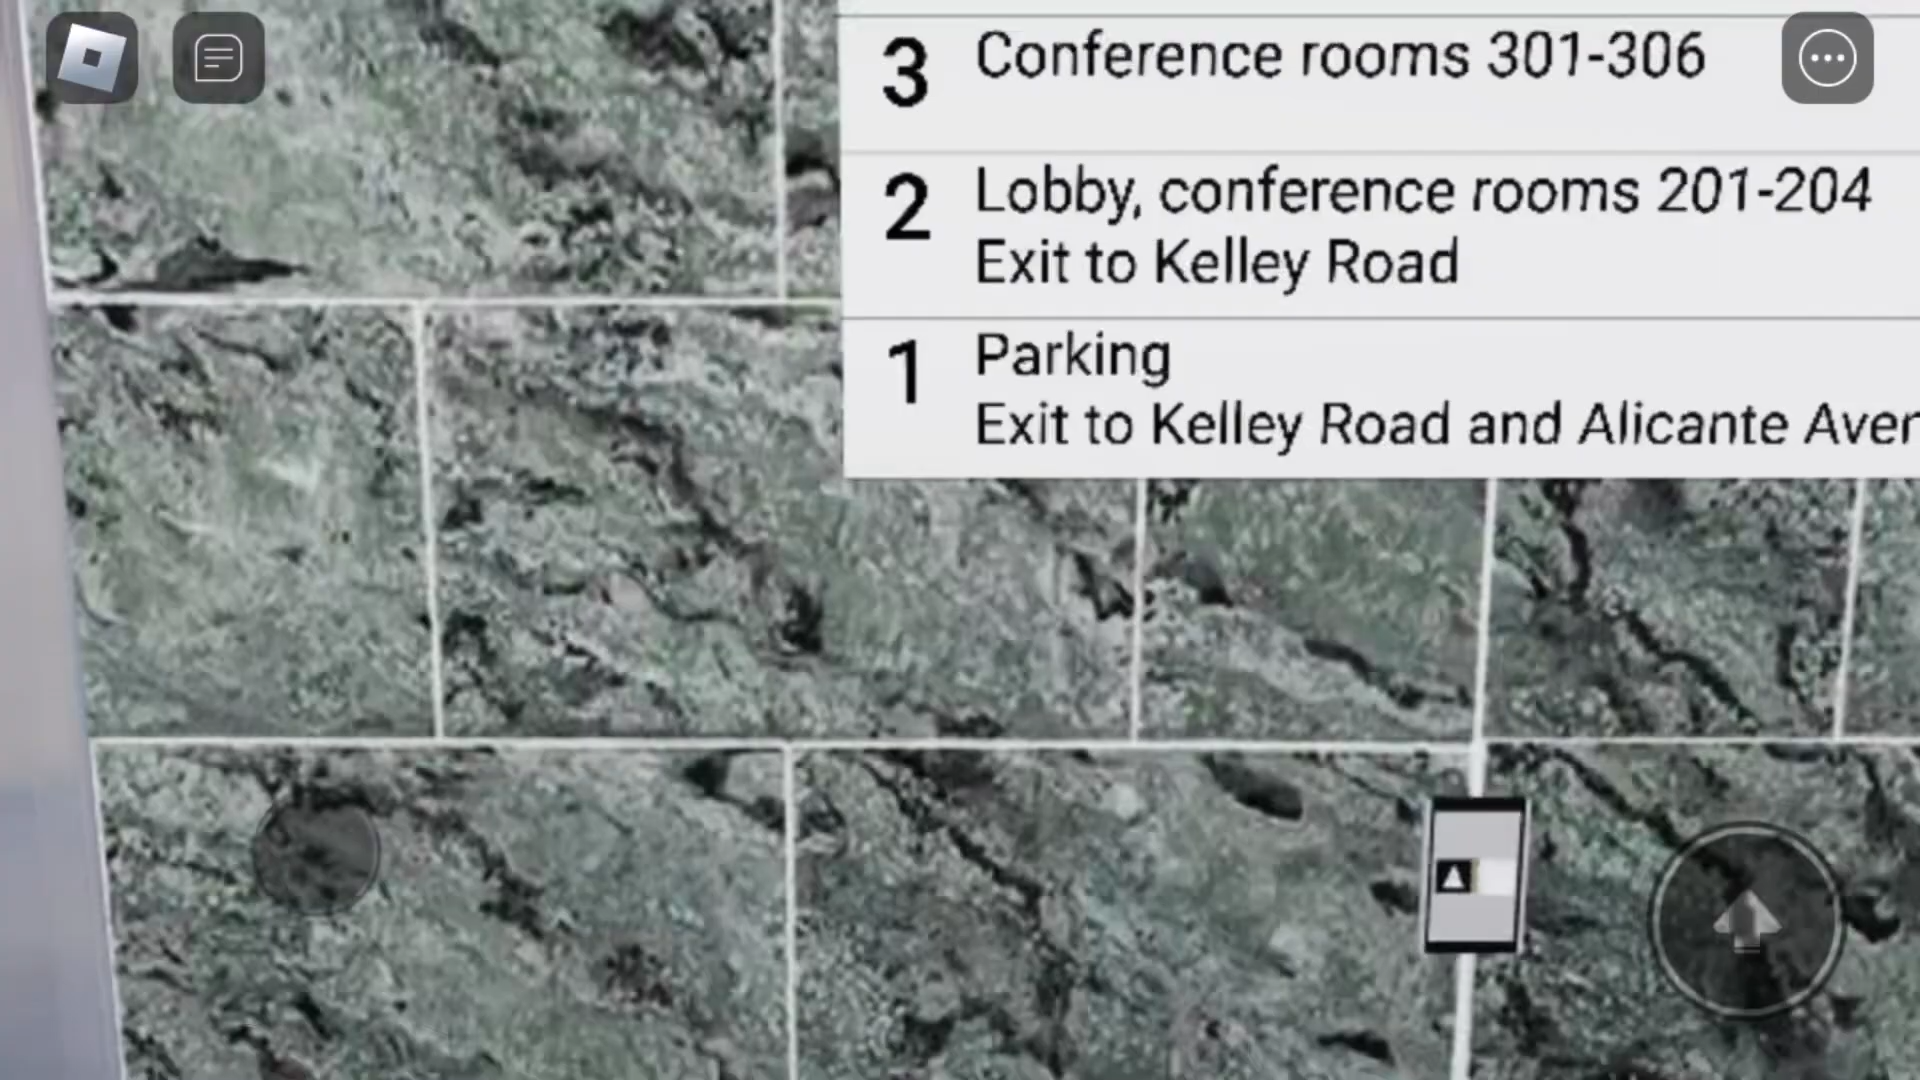 3 Conference rooms 301-306
2 Lobby, conference rooms 201-204
Exit to Kelley Road
1 Parking
Exit to Kelley Road and Alicante